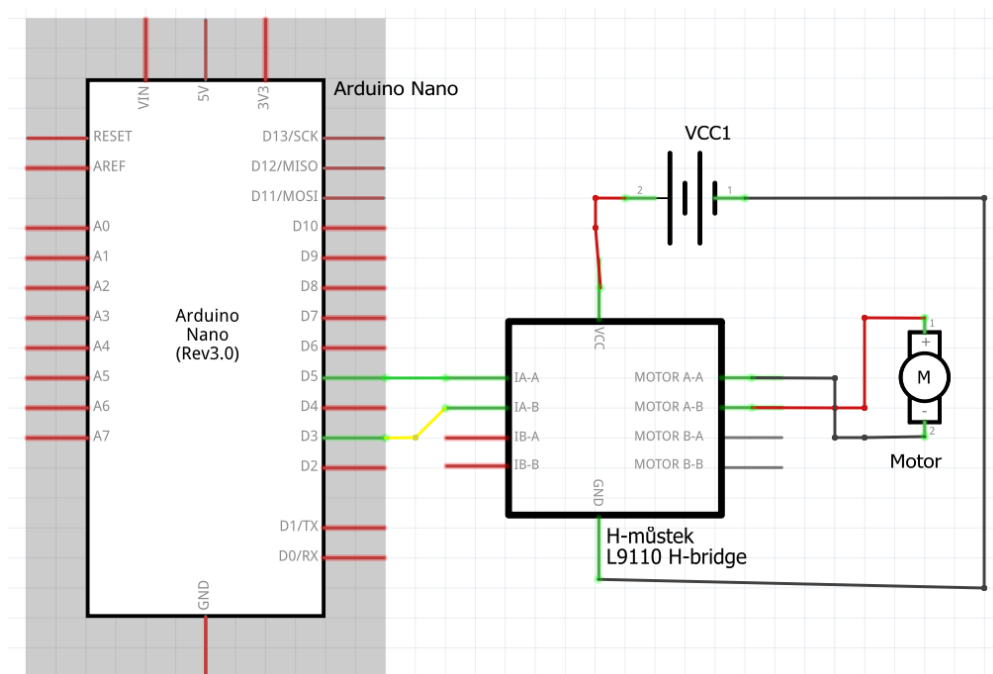 VIN
5V
3V3
Arduino Nano
RESET
AREF
A0
A1
A2
A3
A4
A5
A6
A7
Arduino
Nano
(Rev3.0)
D13/SCK
D12/MISO
D11/MOSI
D10
D9
D8
D7
D6
D5
D4
D3
D2
D1/TX
D0/RX
GND
VCC1
2
1
VCC
IA-A
IA-B
IB-A
IB-B
MOTOR A-A
MOTOR A-B
MOTOR B-A
MOTOR B-B
GND
H-můstek
L9110 H-bridge
1
+
M
-
2
Motor